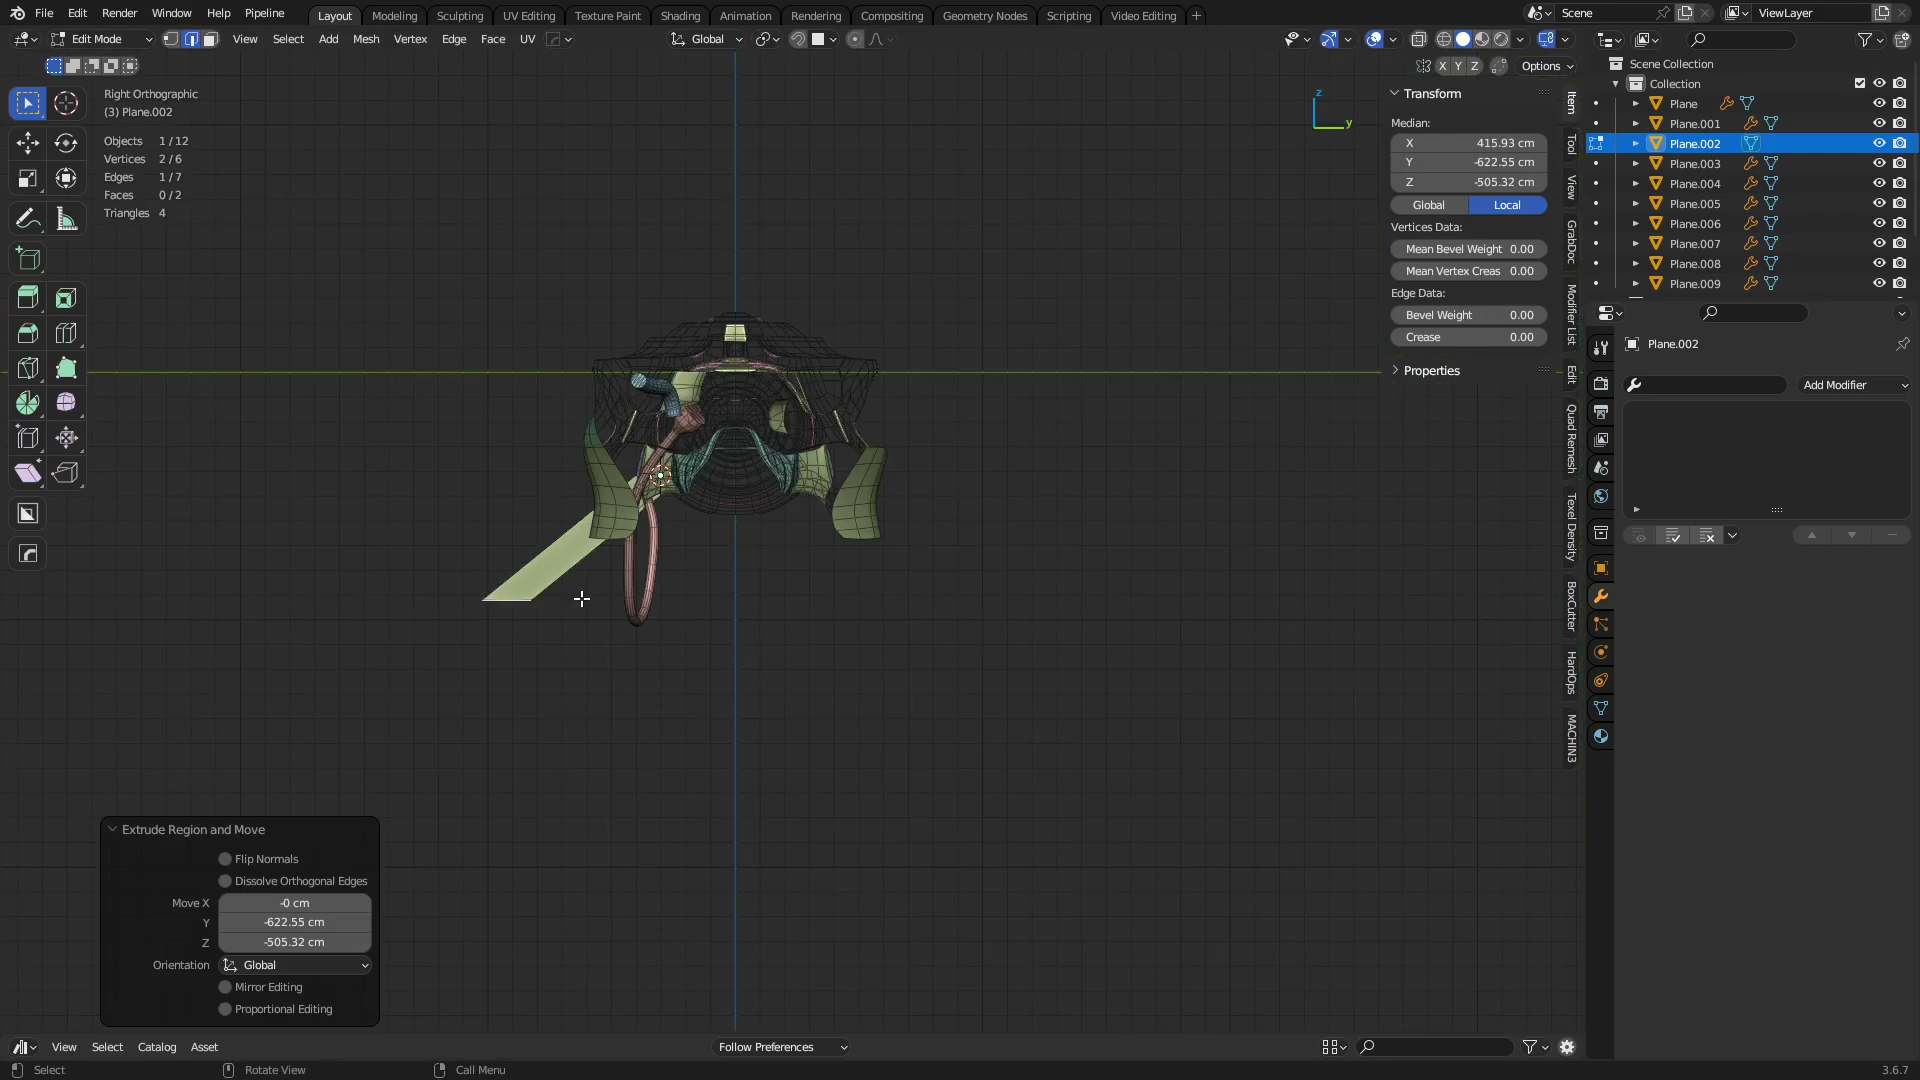 File Edit Render Window Help Pipeline Layout Modeling Sculpting UV Editing Texture Paint Shading Animation Rendering Compositing Geometry Nodes Scripting Video Editing + Scene ViewLayer
Edit Mode View Select Add Mesh Vertex Edge Face UV Global
X Y Z Options
Right Orthographic
(3) Plane.002
Objects 1 / 12
Vertices 2 / 6
Edges 1 / 7
Faces 0 / 2
Triangles 4
z
y
Transform
Median:
X 415.93 cm
Y -622.55 cm
Z -505.32 cm
Global Local
Vertices Data:
Mean Bevel Weight 0.00
Mean Vertex Creas 0.00
Edge Data:
Bevel Weight 0.00
Crease 0.00
Properties
Item
Tool
View
GrabDoc
Modifier List
Edit
Quad Remesh
Texel Density
BoxCutter
HardOps
MACHIN3
Scene Collection
Collection
Plane
Plane.001
Plane.002
Plane.003
Plane.004
Plane.005
Plane.006
Plane.007
Plane.008
Plane.009
Plane.002
Add Modifier
Extrude Region and Move
Flip Normals
Dissolve Orthogonal Edges
Move X -0 cm
Y -622.55 cm
Z -505.32 cm
Orientation Global
Mirror Editing
Proportional Editing
View Select Catalog Asset Follow Preferences
Select Rotate View Call Menu 3.6.7